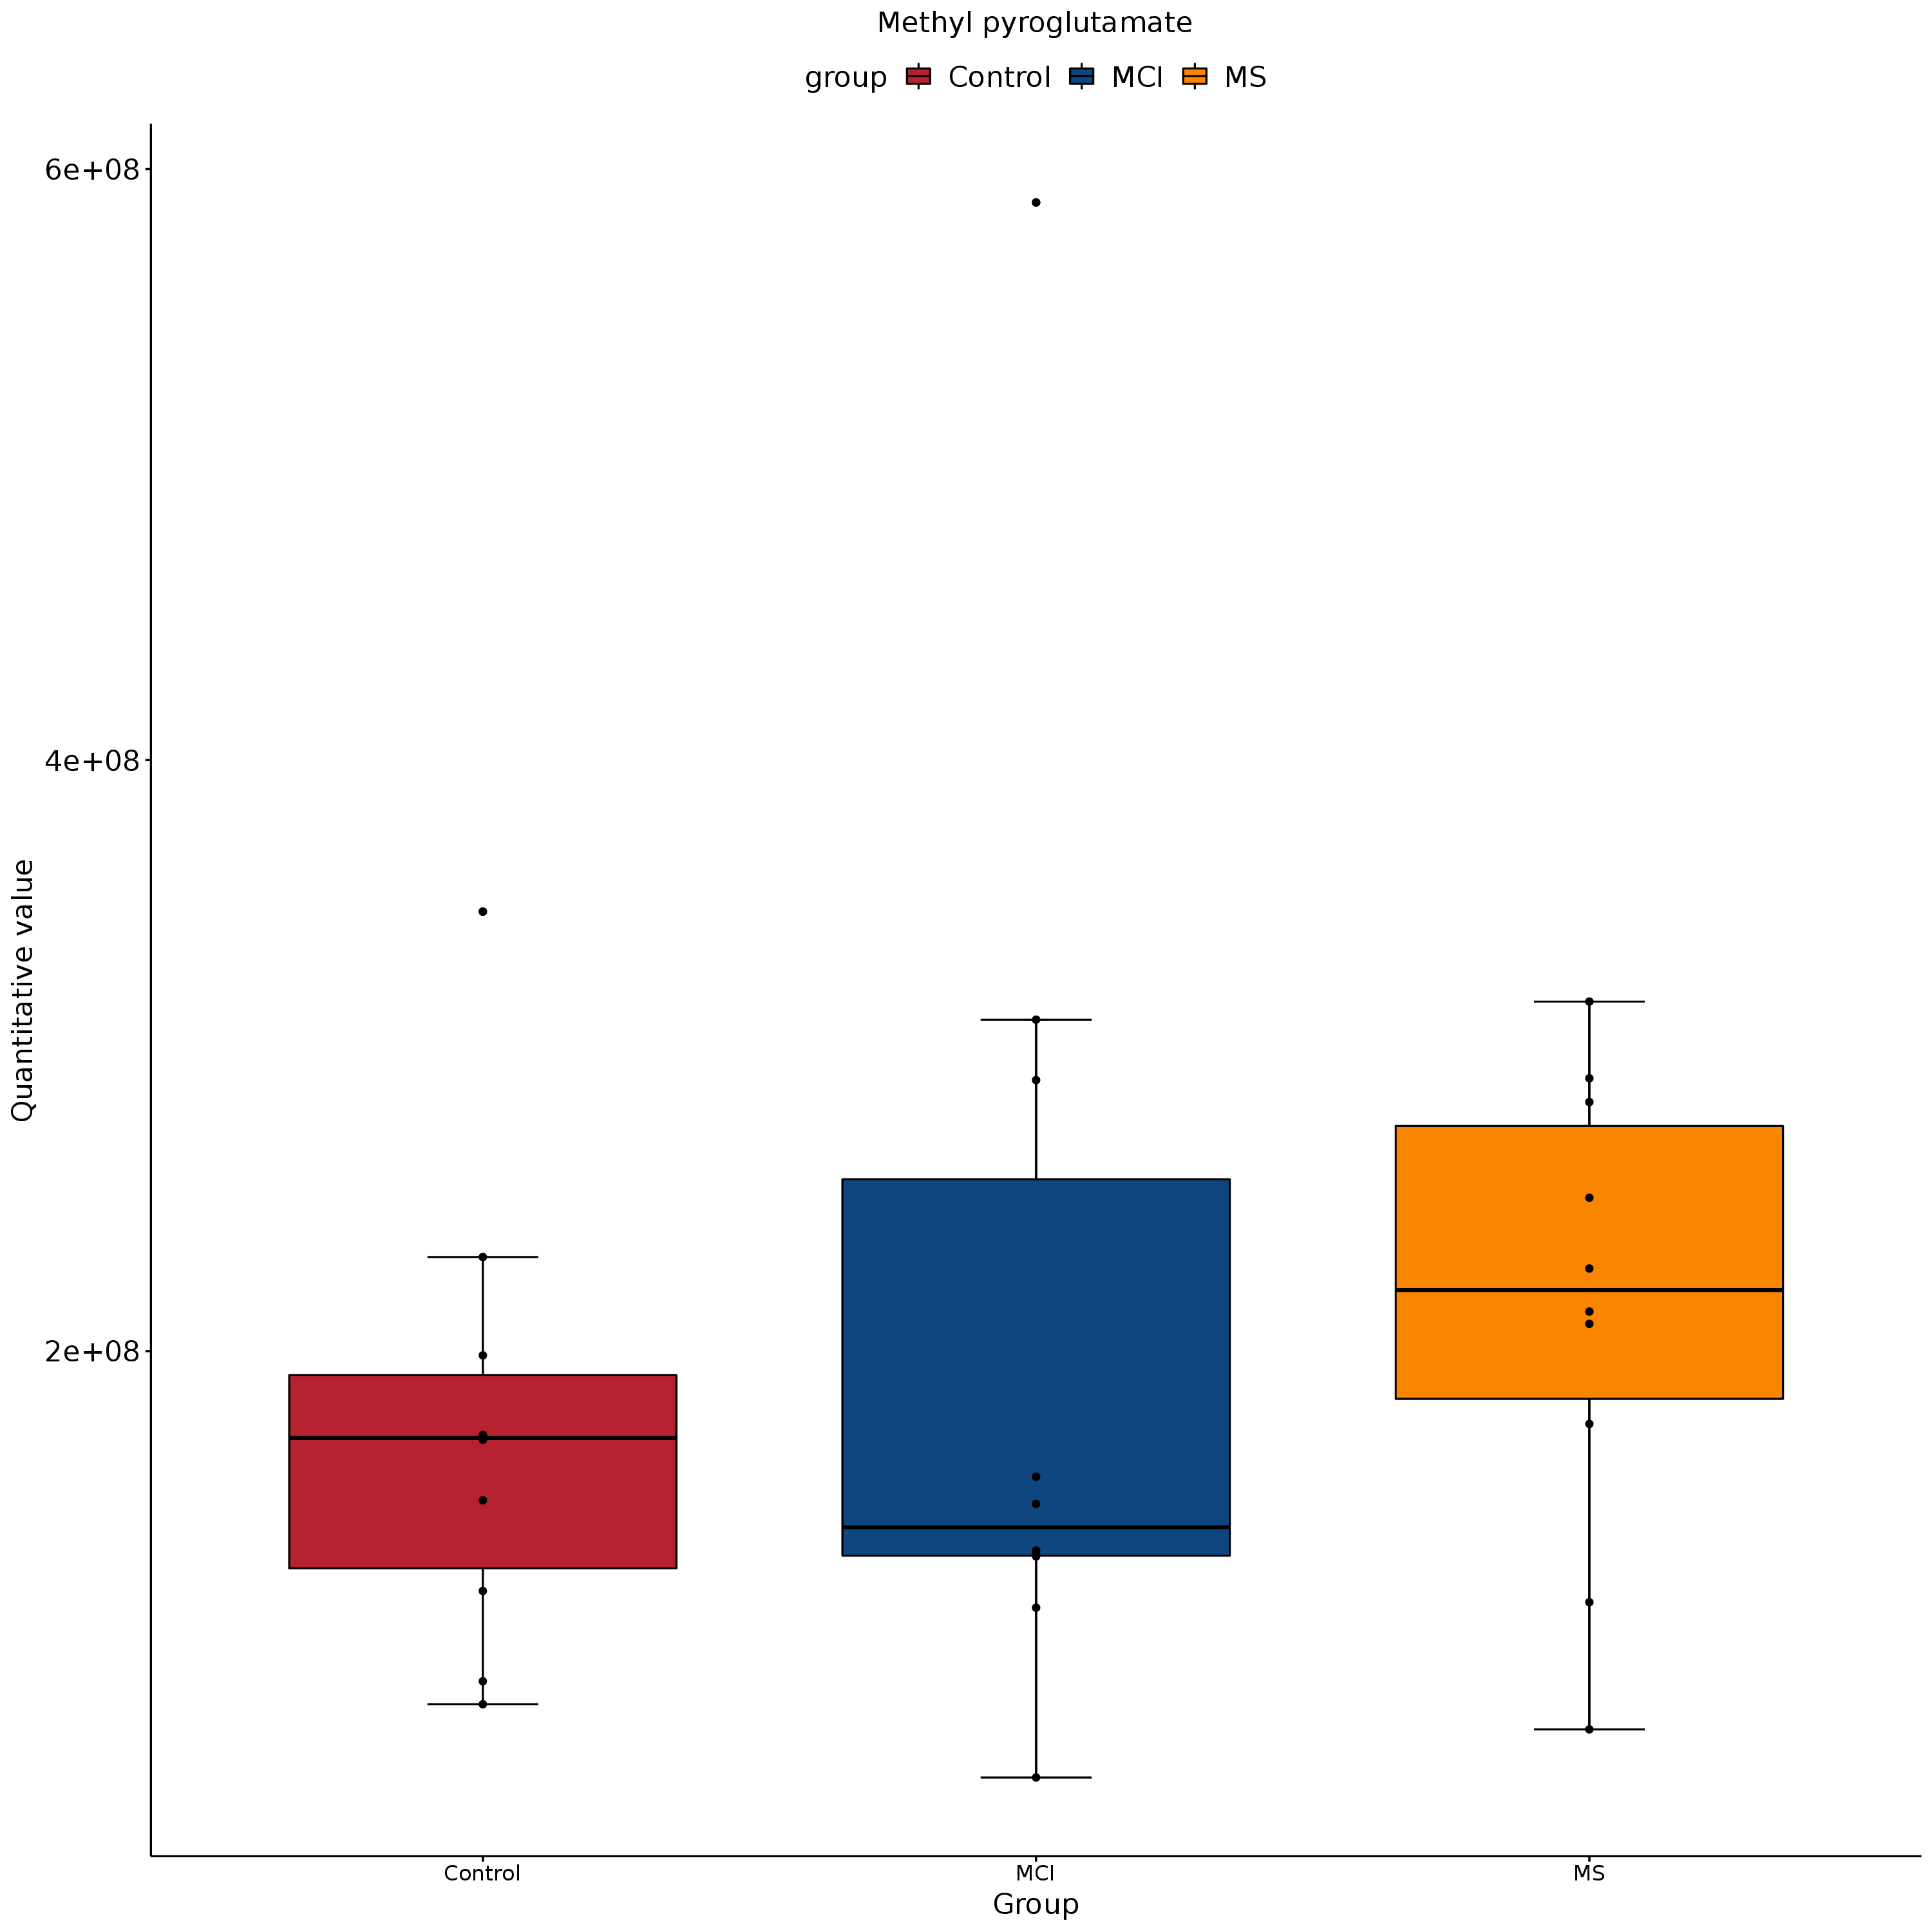 Methyl pyroglutamate
group Control MCI MS
6e+08
4e+08
2e+08
Quantitative value
Control MCI MS
Group